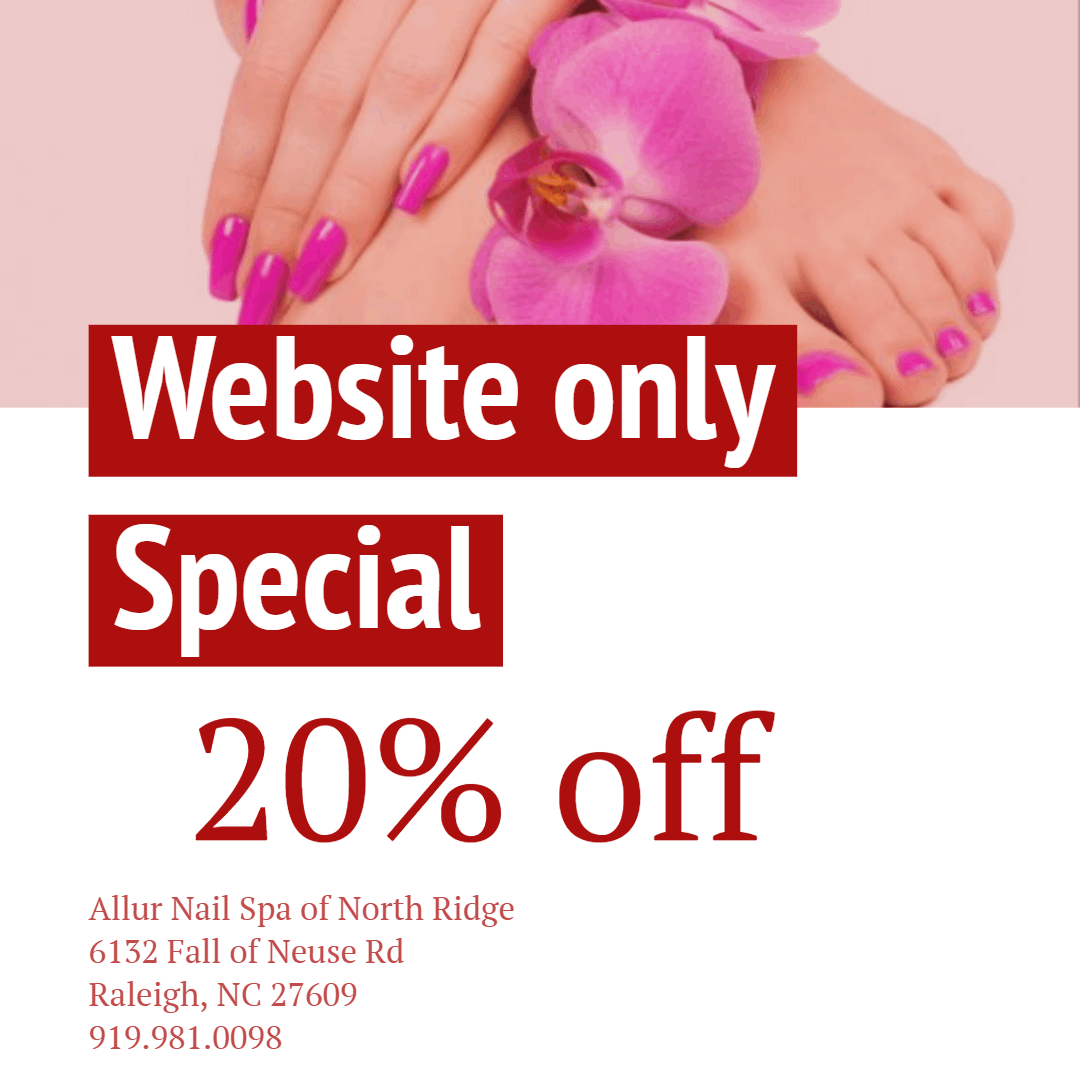 Website only
Special
20% off
Allur Nail Spa of North Ridge
6132 Fall of Neuse Rd
Raleigh, NC 27609
919.981.0098